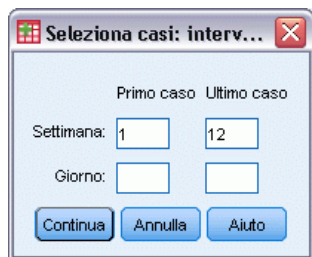 Seleziona casi: interv...
Primo caso Ultimo caso
Settimana: 1 12
Giorno:
Continua Annulla Aiuto